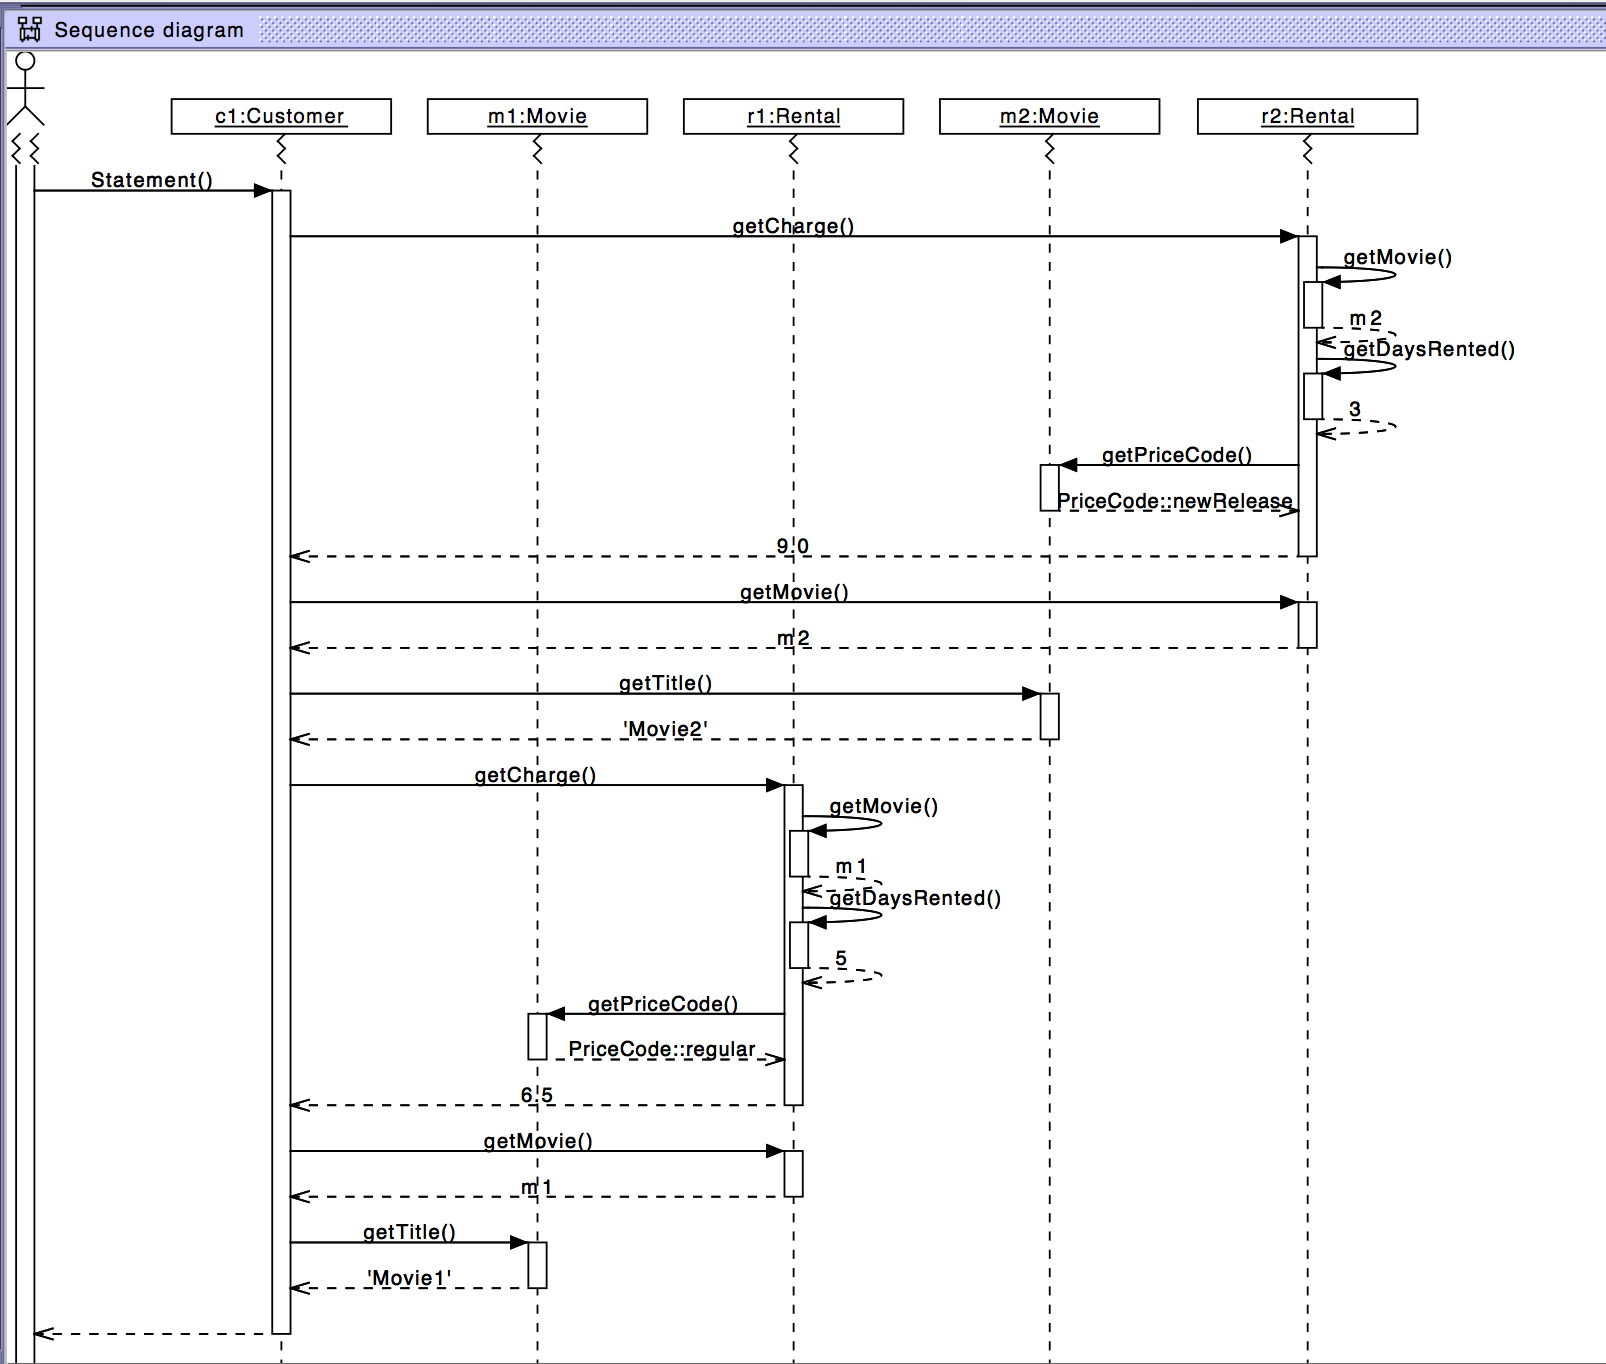 Sequence diagram
c1:Customer
m1:Movie
r1:Rental
m2:Movie
r2:Rental
Statement()
getCharge()
getMovie()
m2
getDaysRented()
3
getPriceCode()
PriceCode::newRelease
9.0
getMovie()
m2
getTitle()
'Movie2'
getCharge()
getMovie()
m1
getDaysRented()
5
getPriceCode()
PriceCode::regular
6.5
getMovie()
m1
getTitle()
'Movie1'